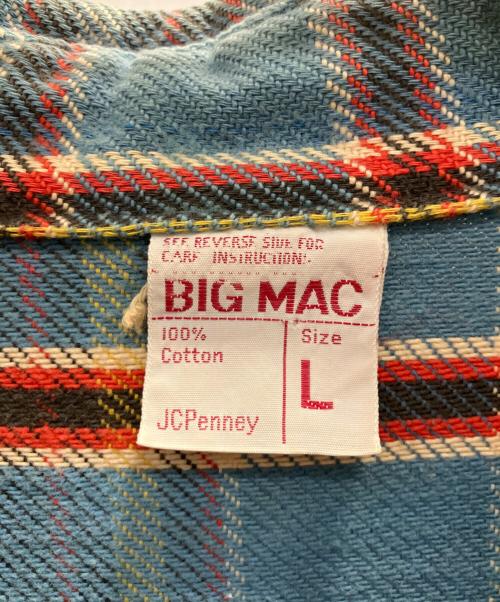 SEE REVERSE SIDE FOR
CARE INSTRUCTIONS
BIG MAC
100%
Cotton
Size
L
JCPenney